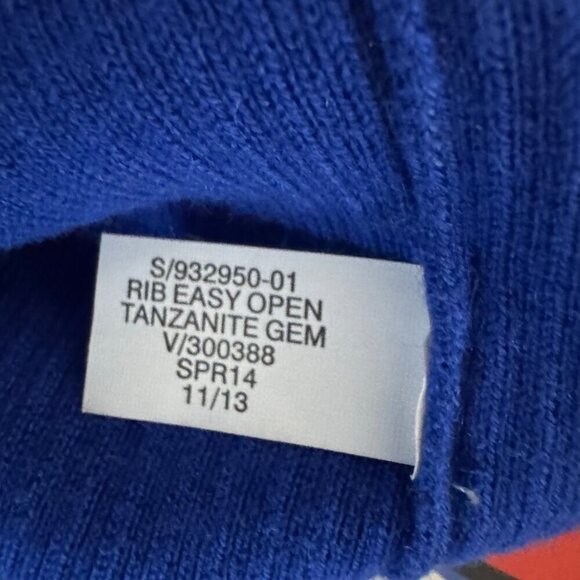 S/932950-01
RIB EASY OPEN
TANZANITE GEM
V/300388
SPR14
11/13